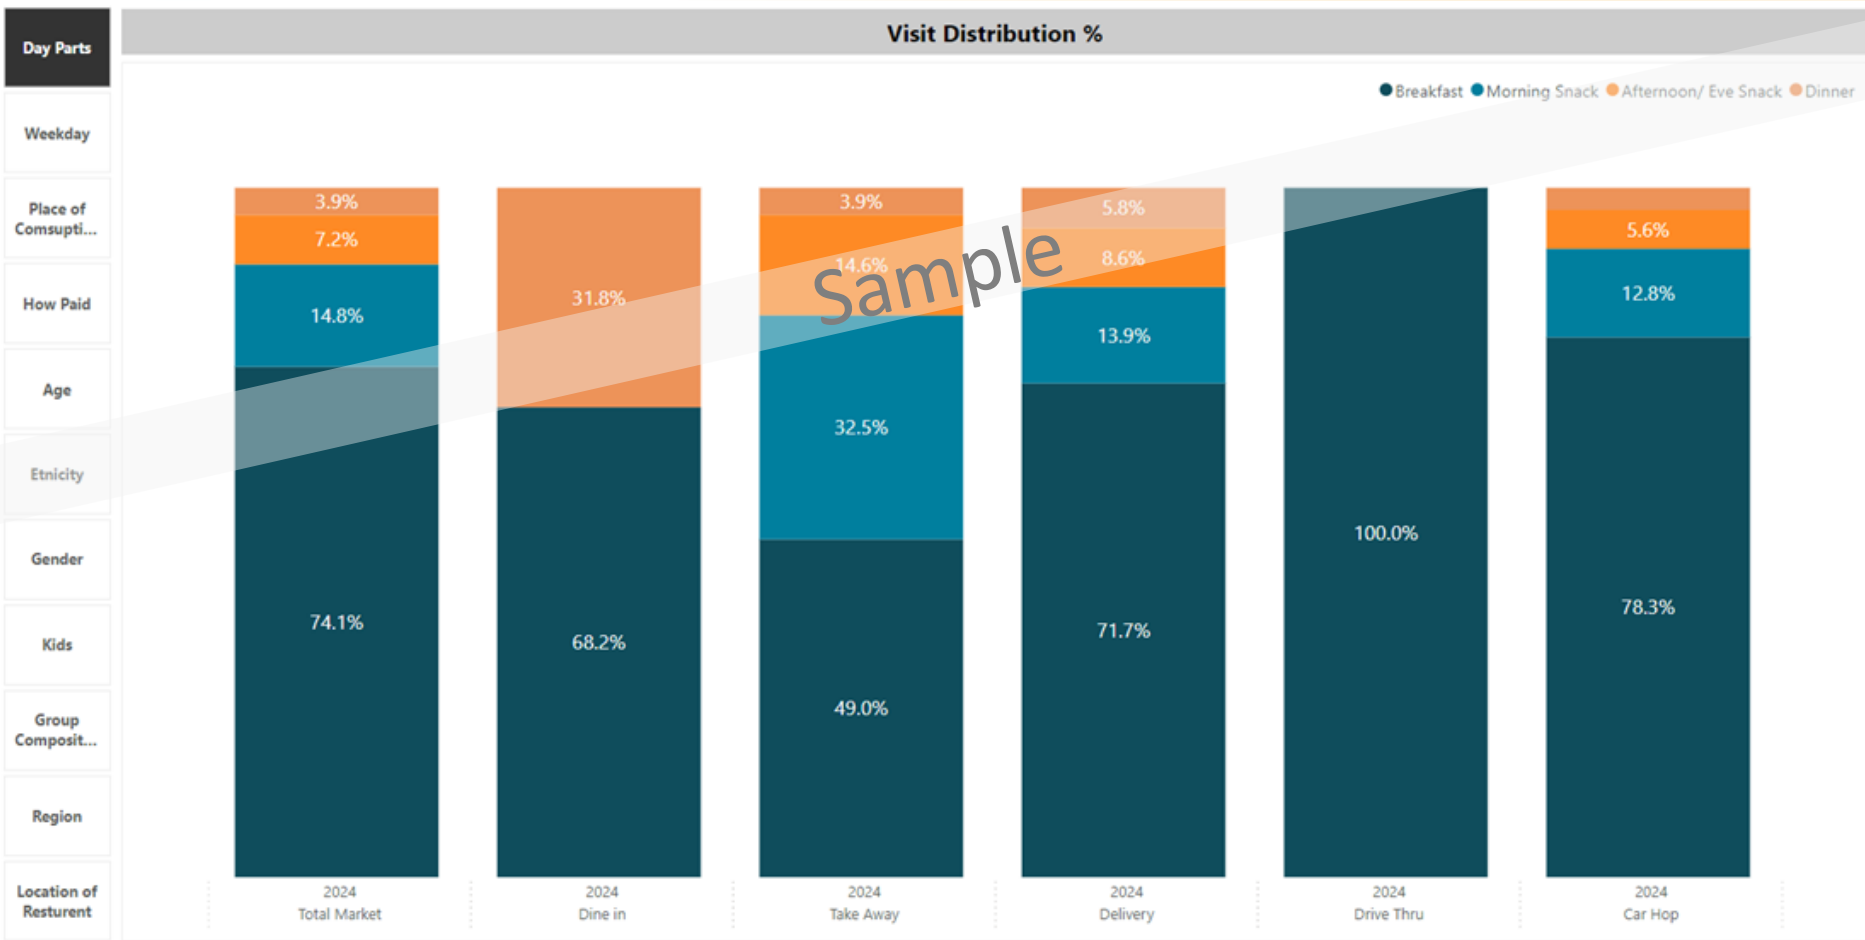 Day Parts
Weekday
Place of
Comsupti...
How Paid
Age
Etnicity
Gender
Kids
Group
Composit...
Region
Location of
Resturent
Visit Distribution %
Breakfast Morning Snack Afternoon/ Eve Snack Dinner
3.9%
7.2%
14.8%
74.1%
2024
Total Market
31.8%
68.2%
2024
Dine in
3.9%
14.6%
32.5%
49.0%
2024
Take Away
5.8%
8.6%
13.9%
71.7%
2024
Delivery
100.0%
2024
Drive Thru
5.6%
12.8%
78.3%
2024
Car Hop
Sample